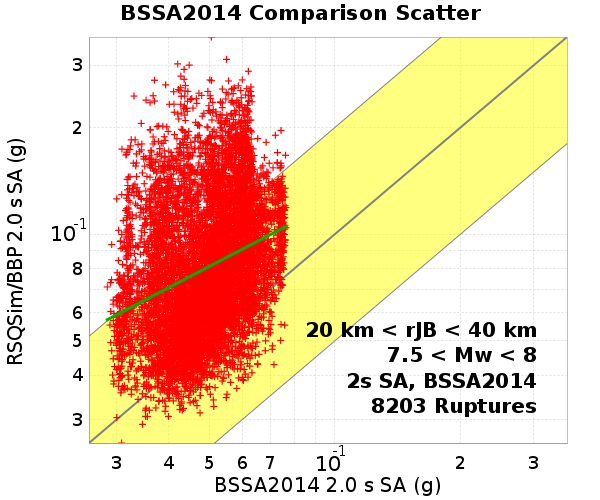 BSSA2014 Comparison Scatter
RSQSim/BBP 2.0 s SA (g)
3
2
10-1
8
6
5
4
3
20 km < rJB < 40 km
7.5 < Mw < 8
2s SA, BSSA2014
8203 Ruptures
3 4 5 6 7 10-1 2 3
BSSA2014 2.0 s SA (g)